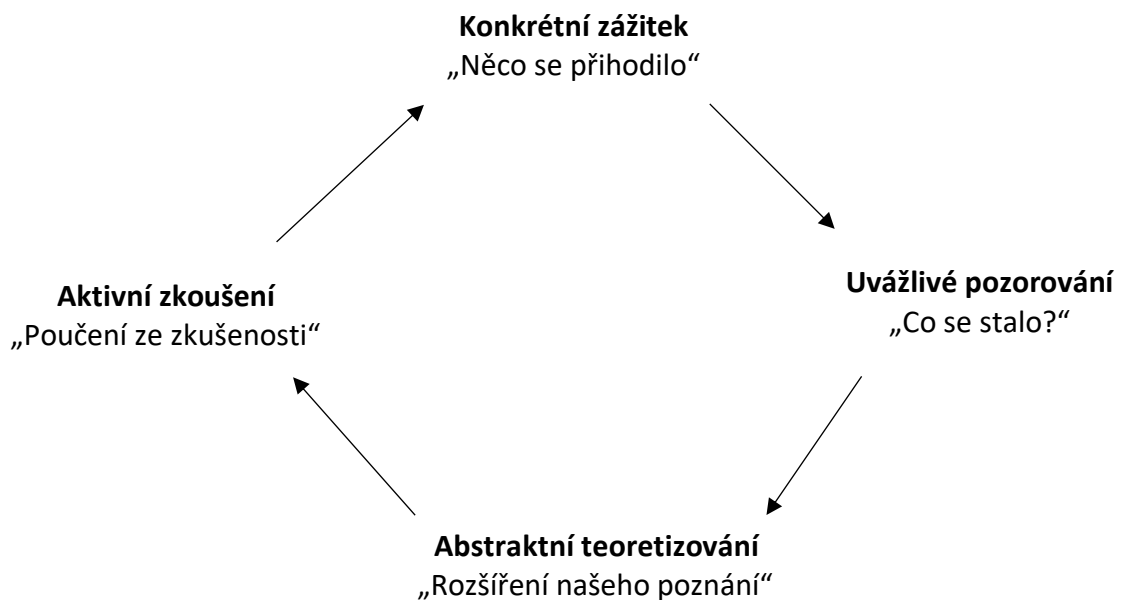 Konkrétní zážitek
„Něco se přihodilo“
Uvážlivé pozorování
„Co se stalo?“
Aktivní zkoušení
„Poučení ze zkušenosti“
Abstraktní teoretizování
„Rozšíření našeho poznání“